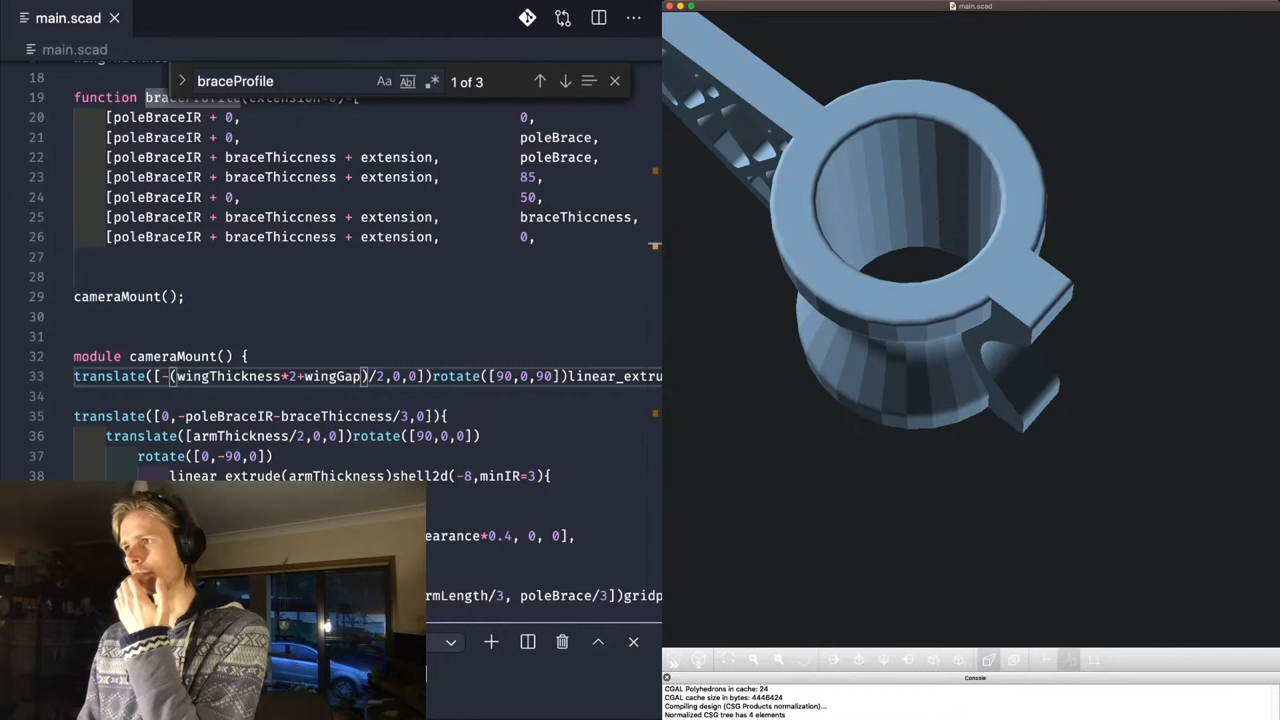 main.scad
main.scad
main.scad
braceProfile
Aa
Ab
1 of 3
18
19 function braceProfile(extension=0)=[
20 [poleBraceIR + 0, 0,
21 [poleBraceIR + 0, poleBrace,
22 [poleBraceIR + braceThiccness + extension, poleBrace,
23 [poleBraceIR + braceThiccness + extension, 85,
24 [poleBraceIR + 0, 50,
25 [poleBraceIR + braceThiccness + extension, braceThiccness,
26 [poleBraceIR + braceThiccness + extension, 0,
27
28
29 cameraMount();
30
31
32 module cameraMount() {
33 translate([-(wingThickness*2+wingGap)/2,0,0])rotate([90,0,90])linear_extru
35 translate([0,-poleBraceIR-braceThiccness/3,0]){
36 translate([armThickness/2,0,0])rotate([90,0,0])
37 rotate([0,-90,0])
38 linear_extrude(armThickness)shell2d(-8,minIR=3){
earance*0.4, 0, 0],
rmLength/3, poleBrace/3])gridp
Console
CGAL Polyhedrons in cache: 24
CGAL cache size in bytes: 4446424
Compiling design (CSG Products normalization)...
Normalized CSG tree has 4 elements